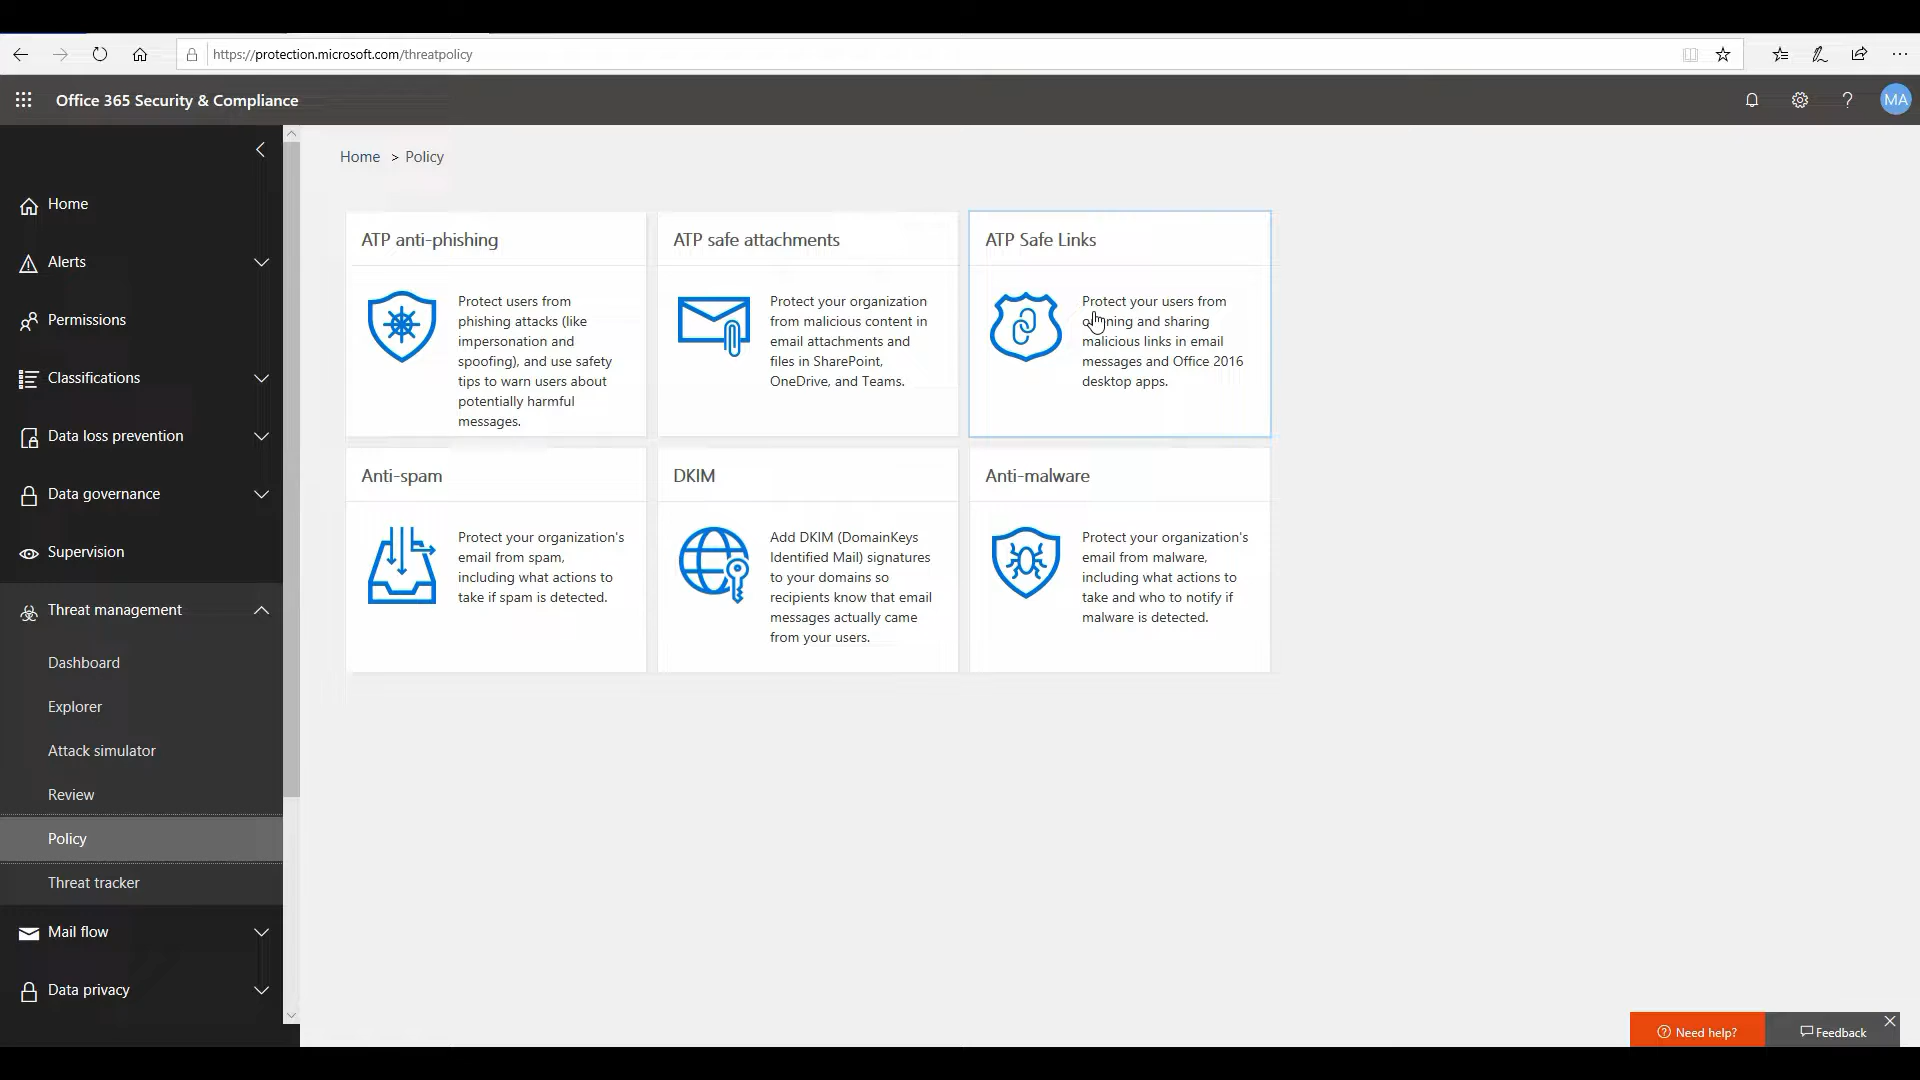 https://protection.microsoft.com/threatpolicy
Office 365 Security & Compliance
?
MA
Home
Alerts
Permissions
Classifications
Data loss prevention
Data governance
Supervision
Threat management
Dashboard
Explorer
Attack simulator
Review
Policy
Threat tracker
Mail flow
Data privacy
Home > Policy
ATP anti-phishing
Protect users from
phishing attacks (like
impersonation and
spoofing), and use safety
tips to warn users about
potentially harmful
messages.
ATP safe attachments
Protect your organization
from malicious content in
email attachments and
files in SharePoint,
OneDrive, and Teams.
ATP Safe Links
Protect your users from
opening and sharing
malicious links in email
messages and Office 2016
desktop apps.
Anti-spam
Protect your organization's
email from spam,
including what actions to
take if spam is detected.
DKIM
Add DKIM (DomainKeys
Identified Mail) signatures
to your domains so
recipients know that email
messages actually came
from your users.
Anti-malware
Protect your organization's
email from malware,
including what actions to
take and who to notify if
malware is detected.
Need help?
Feedback